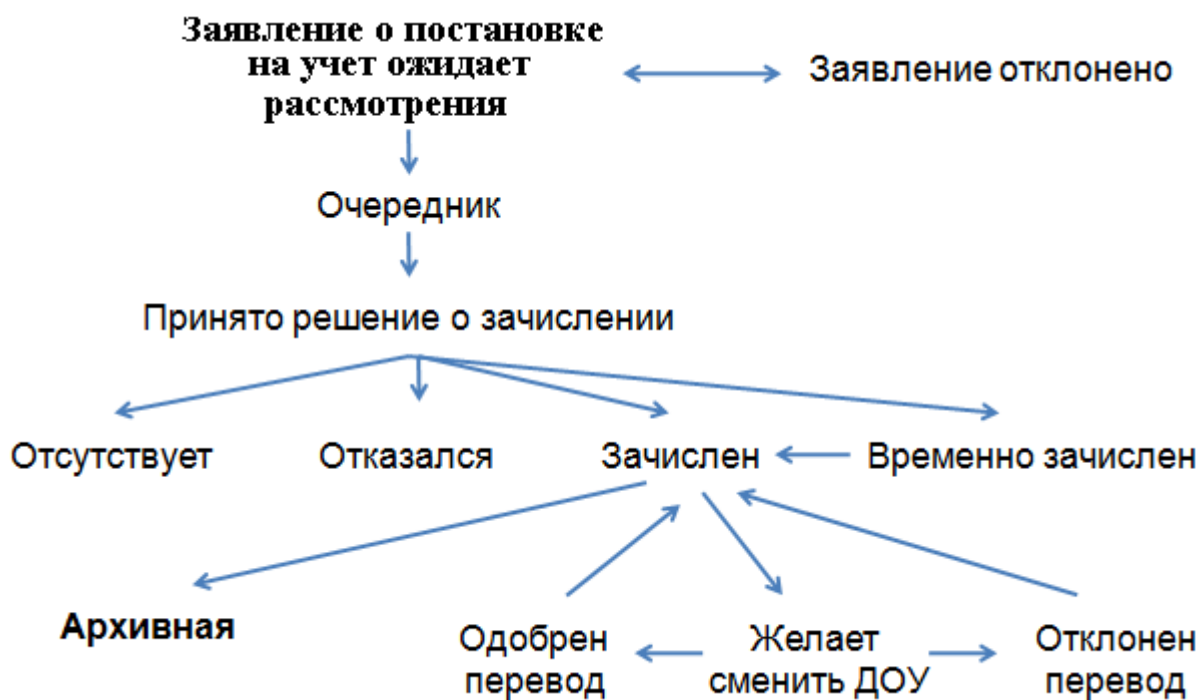 Заявление о постановке
на учет ожидает
рассмотрения
Заявление отклонено
Очередник
Принято решение о зачислении
Отсутствует
Отказался
Зачислен
Временно зачислен
Архивная
Одобрен
перевод
Желает
сменить ДОУ
Отклонен
перевод